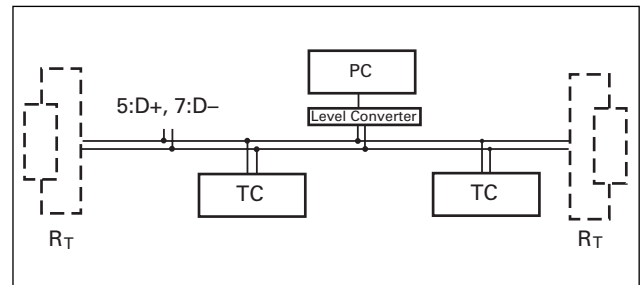 PC
5:D+, 7:D–
Level Converter
TC
TC
RT
RT